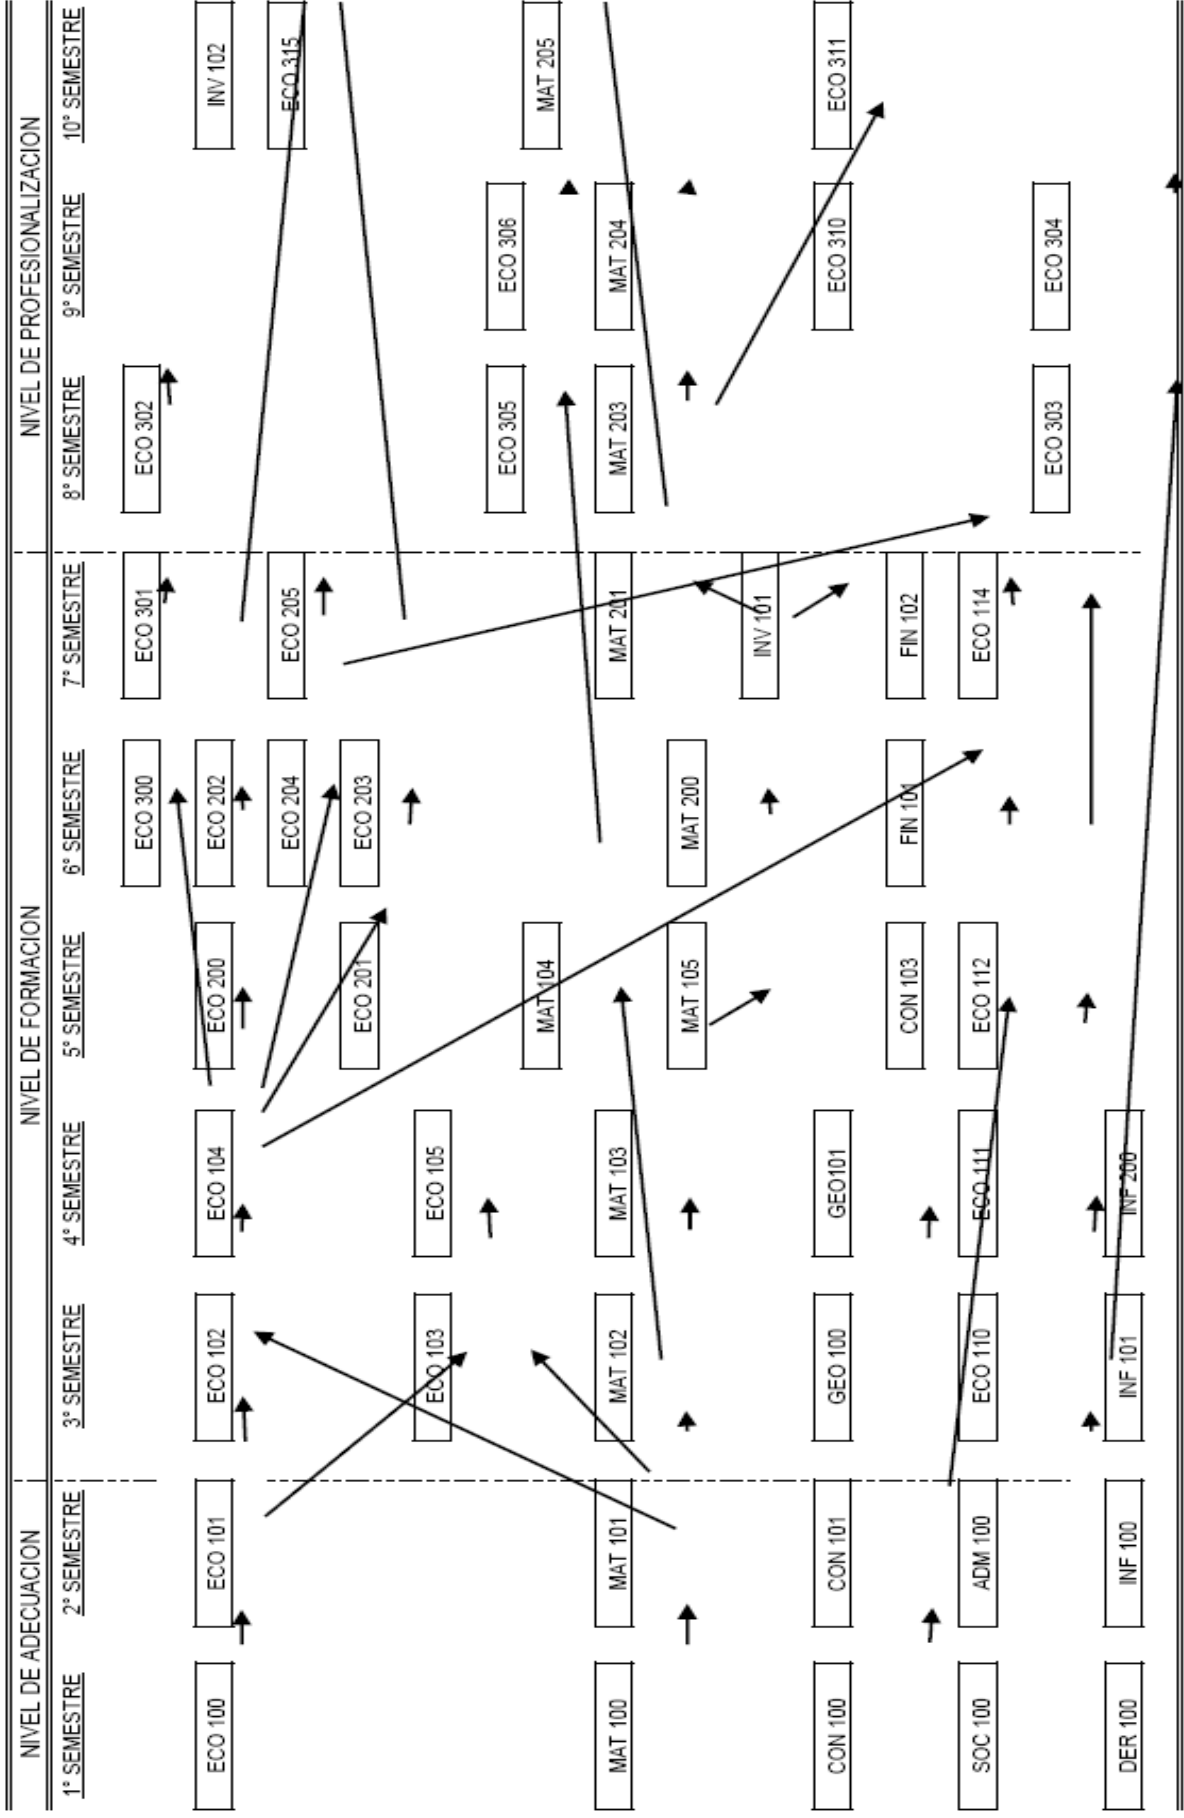 NIVEL DE ADECUACION
NIVEL DE FORMACION
NIVEL DE PROFESIONALIZACION
1° SEMESTRE
2° SEMESTRE
3° SEMESTRE
4° SEMESTRE
5° SEMESTRE
6° SEMESTRE
7° SEMESTRE
8° SEMESTRE
9° SEMESTRE
10° SEMESTRE
ECO 300
ECO 301
ECO 302
ECO 100
ECO 101
ECO 102
ECO 104
ECO 200
ECO 202
INV 102
ECO 204
ECO 205
ECO 315
ECO 201
ECO 203
ECO 103
ECO 105
ECO 305
ECO 306
MAT 104
MAT 205
MAT 100
MAT 101
MAT 102
MAT 103
MAT 201
MAT 203
MAT 204
MAT 105
MAT 200
INV 101
CON 100
CON 101
GEO 100
GEO101
ECO 310
ECO 311
CON 103
FIN 101
FIN 102
SOC 100
ADM 100
ECO 110
ECO 111
ECO 112
ECO 114
ECO 303
ECO 304
DER 100
INF 100
INF 101
INF 200